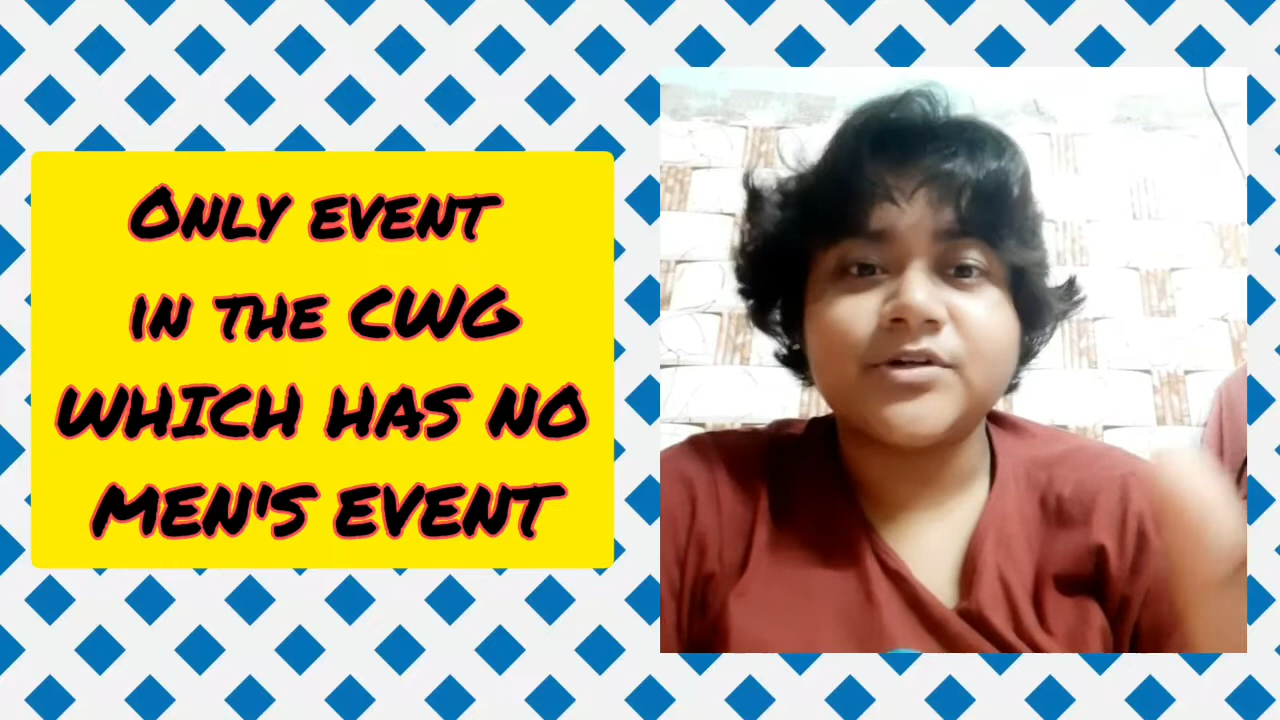 ONLY EVENT
IN THE CWG
WHICH HAS NO
MEN'S EVENT